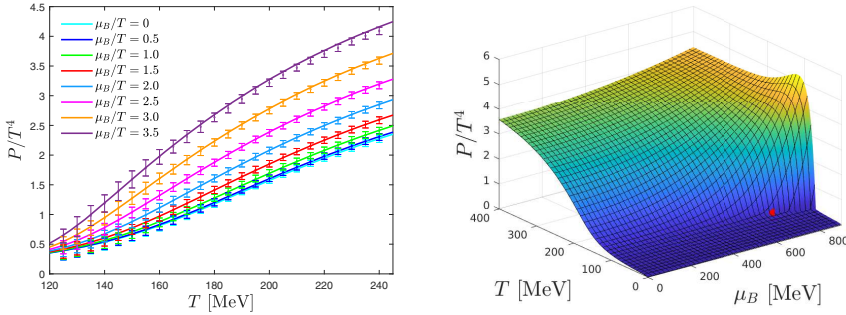 4.5
4
3.5
3
2.5
2
1.5
1
0.5
0
P/T⁴
μ_B/T = 0
μ_B/T = 0.5
μ_B/T = 1.0
μ_B/T = 1.5
μ_B/T = 2.0
μ_B/T = 2.5
μ_B/T = 3.0
μ_B/T = 3.5
120 140 160 180 200 220 240
T [MeV]
6
5
4
3
2
1
0
P/T⁴
400
300
200
100
0
T [MeV]
0
200
400
600
800
μ_B [MeV]